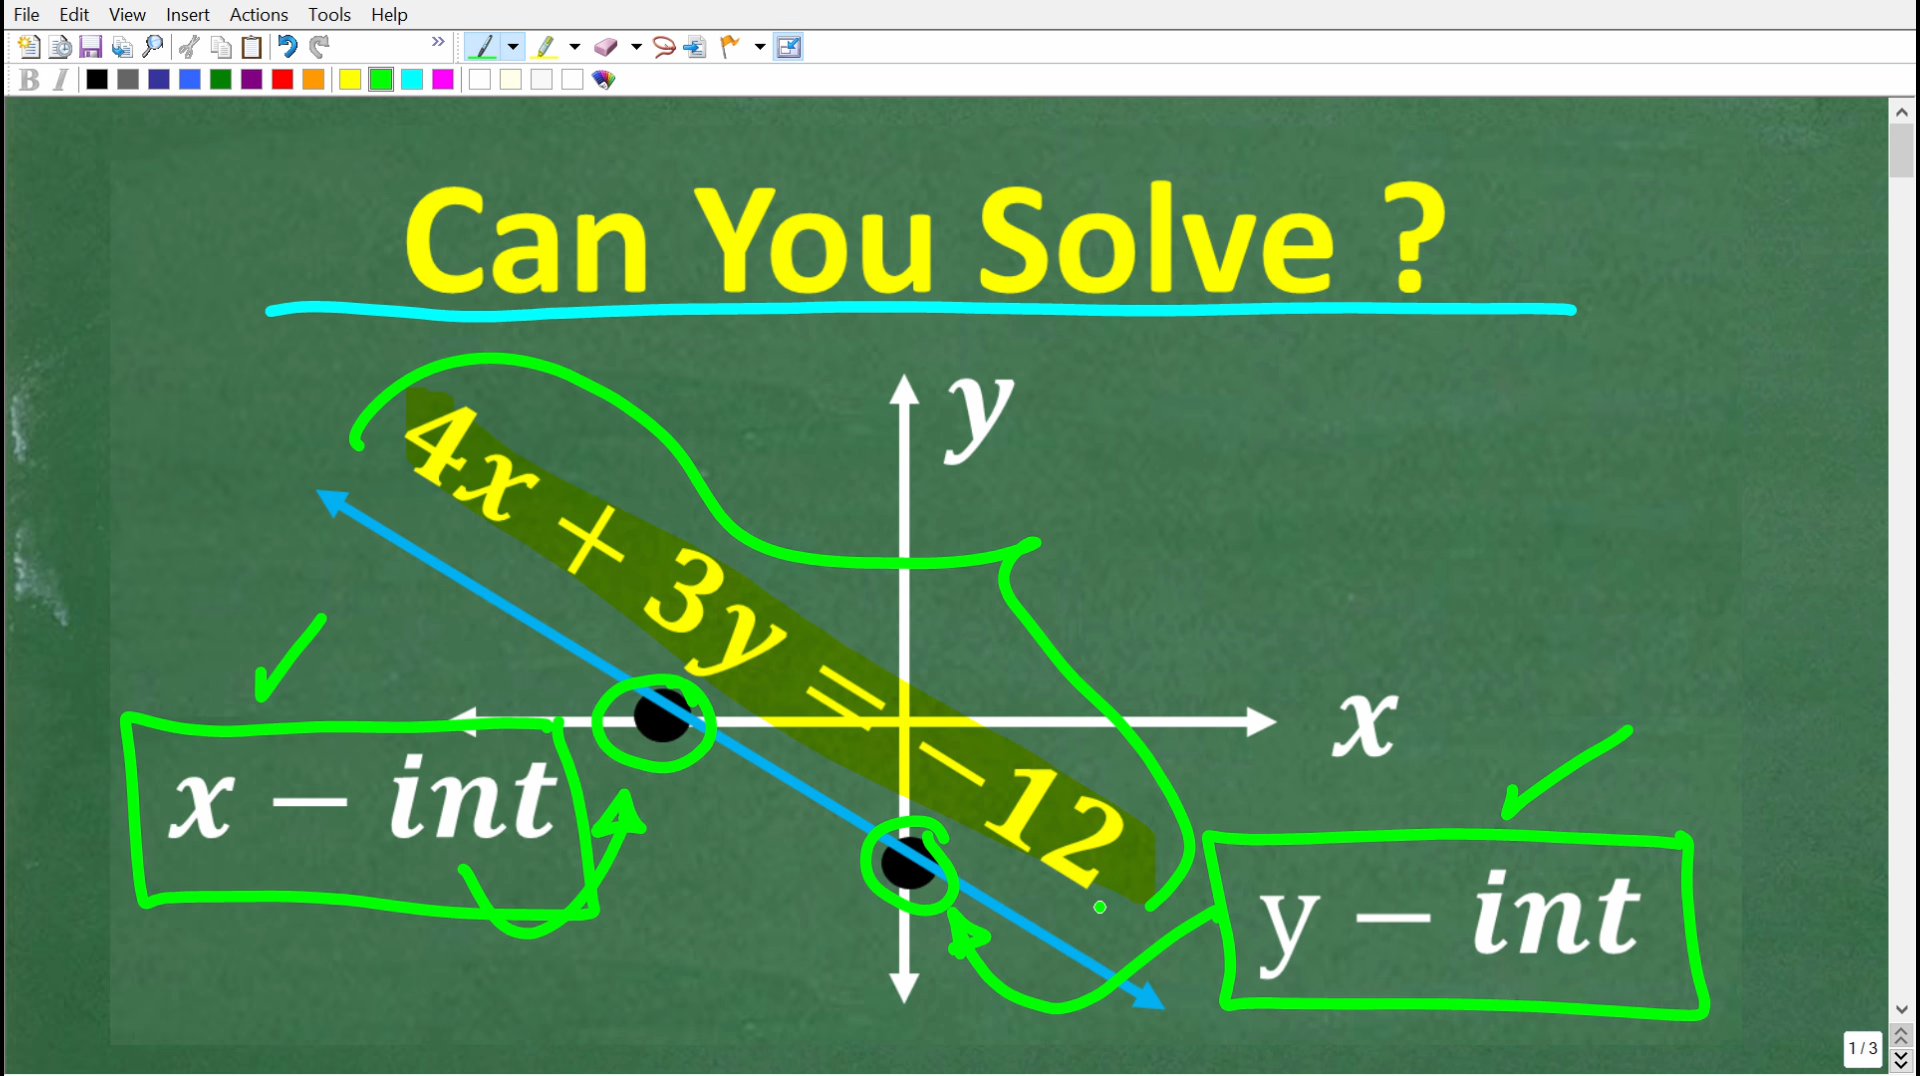 File Edit View Insert Actions Tools Help
B I
Can You Solve ?
y
4x + 3y = −12
x
x − int
y − int
1 / 3